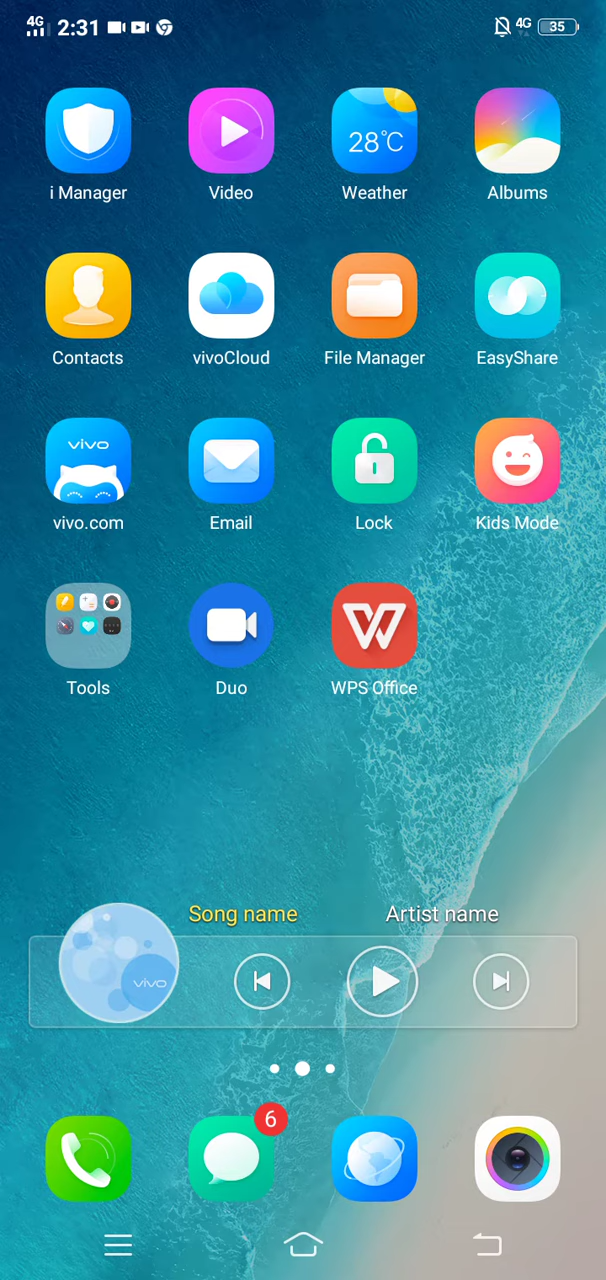 4G 2:31 4G 35
28°C
i Manager Video Weather Albums
Contacts vivoCloud File Manager EasyShare
vivo
vivo.com Email Lock Kids Mode
Tools Duo WPS Office
Song name Artist name
vivo
6